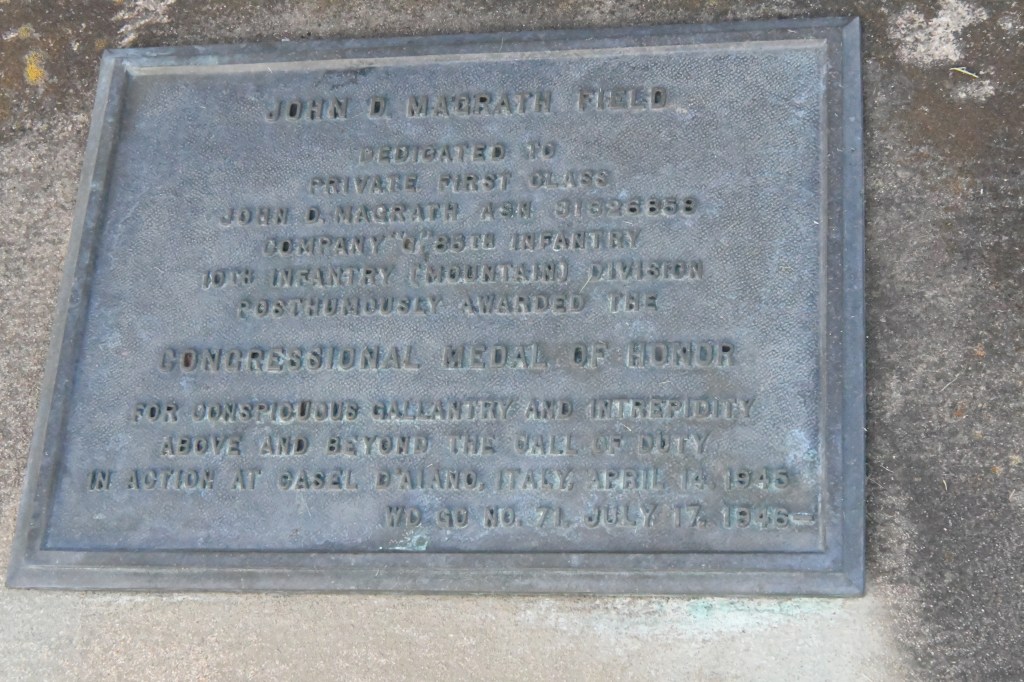 JOHN D. MAGRATH FIELD
DEDICATED TO
PRIVATE FIRST CLASS
JOHN D. MAGRATH ASN
COMPANY "G" 85TH INFANTRY
10TH INFANTRY (MOUNTAIN) DIVISION
POSTHUMOUSLY AWARDED THE
CONGRESSIONAL MEDAL OF HONOR
FOR CONSPICUOUS GALLANTRY AND INTREPIDITY
ABOVE AND BEYOND THE CALL OF DUTY
IN ACTION AT CASEL D'AIANO, ITALY, APRIL 14, 1945
WD GO NO. 71, JULY 17, 1946